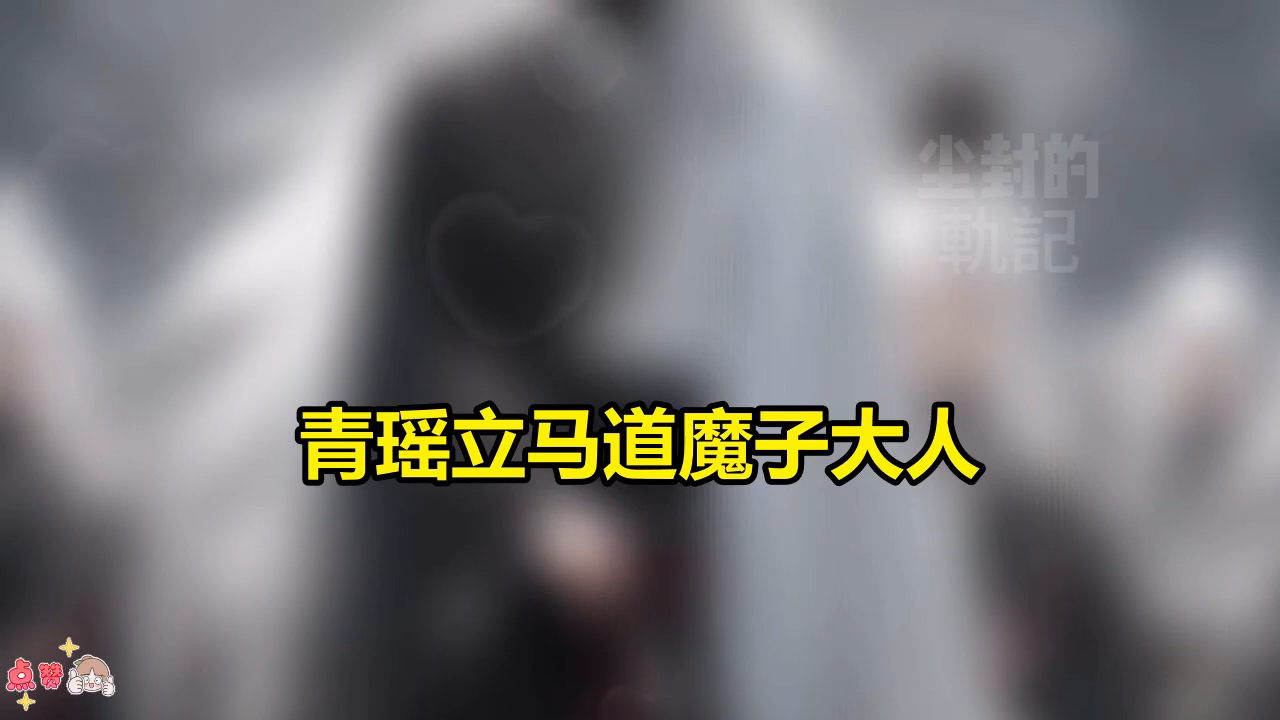 尘封的
軌記
青瑶立马道魔子大人
点赞